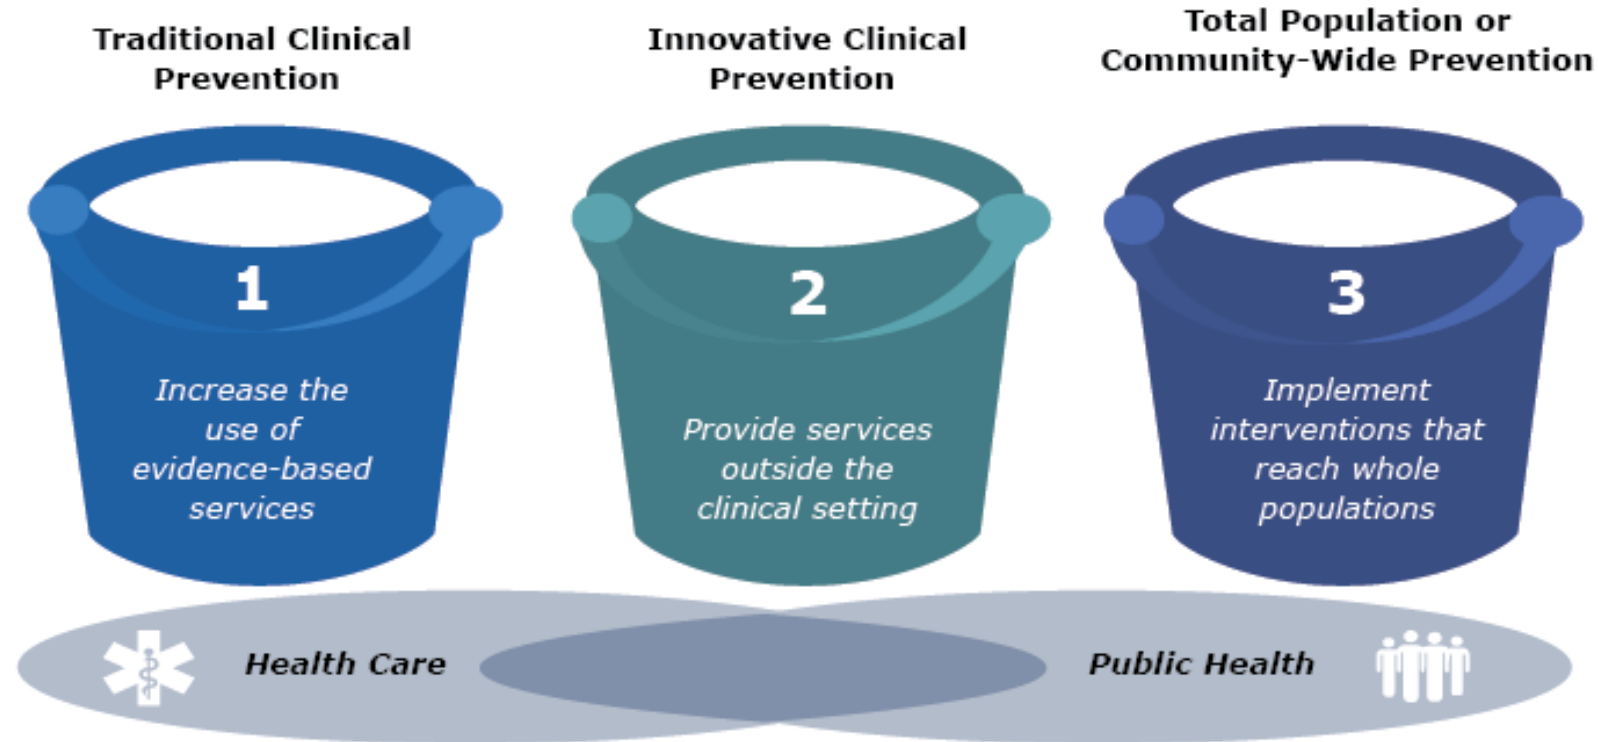 Traditional Clinical
Prevention
1
Increase the
use of
evidence-based
services
Innovative Clinical
Prevention
2
Provide services
outside the
clinical setting
Total Population or
Community-Wide Prevention
3
Implement
interventions that
reach whole
populations
Health Care
Public Health